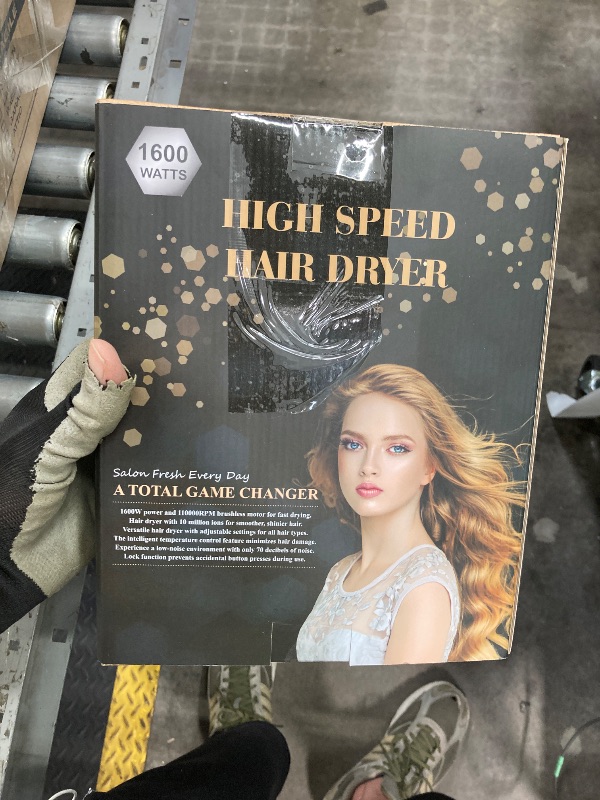 1600
WATTS
HIGH SPEED
HAIR DRYER
Salon Fresh Every Day
A TOTAL GAME CHANGER
1600W power and 110000RPM brushless motor for fast drying.
Hair dryer with 10 million ions for smoother, shinier hair.
Versatile hair dryer with adjustable settings for all hair types.
The intelligent temperature control feature minimizes hair damage.
Experience a low-noise environment with only 70 decibels of noise.
Lock function prevents accidental button presses during use.